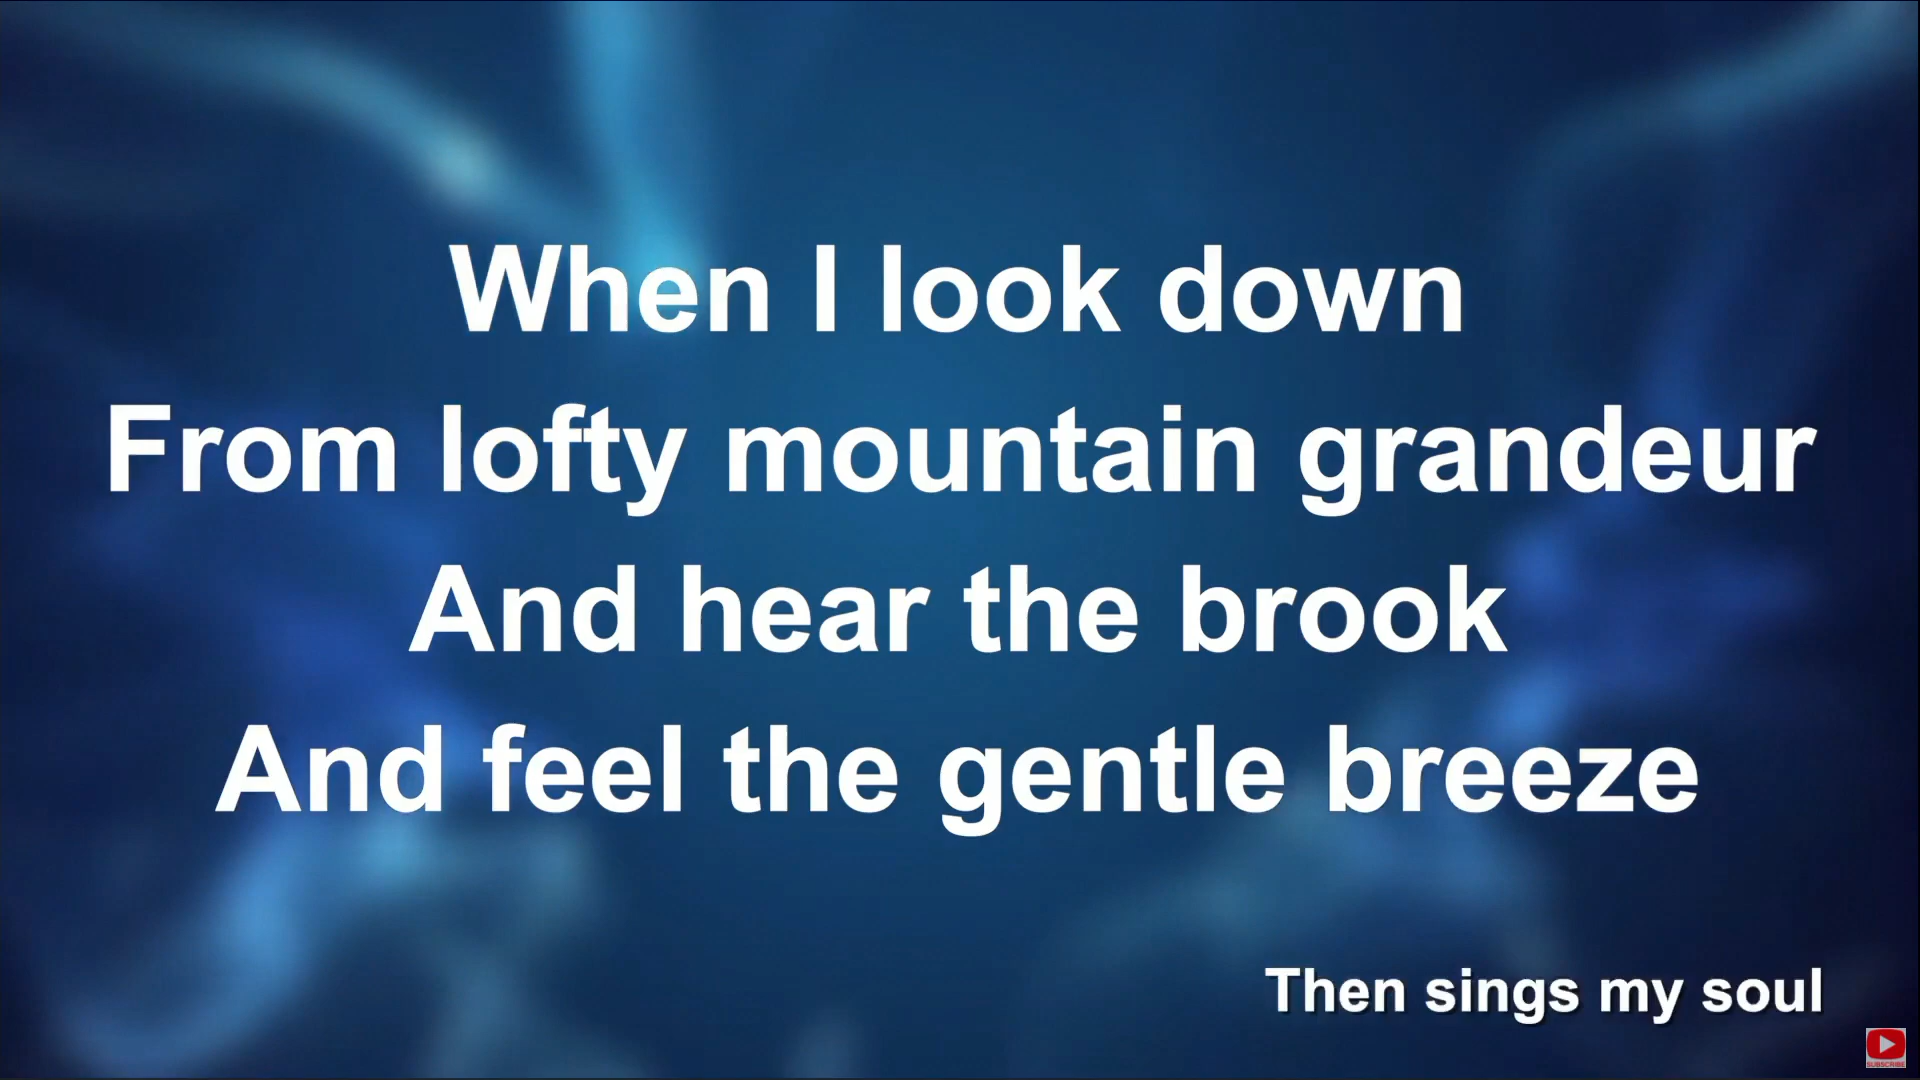 When I look down
From lofty mountain grandeur
And hear the brook
And feel the gentle breeze
Then sings my soul
SUBSCRIBE